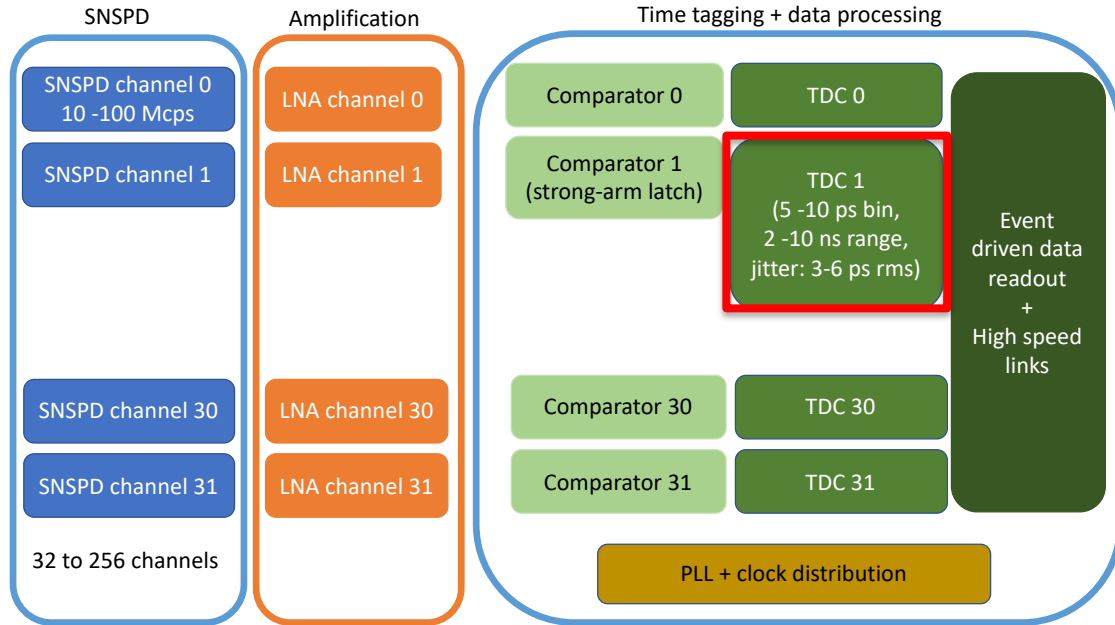 SNSPD
Amplification
Time tagging + data processing
SNSPD channel 0
10 -100 Mcps
LNA channel 0
Comparator 0
TDC 0
SNSPD channel 1
LNA channel 1
Comparator 1
(strong-arm latch)
TDC 1
(5 -10 ps bin,
2 -10 ns range,
jitter: 3-6 ps rms)
Event
driven data
readout
+
High speed
links
SNSPD channel 30
LNA channel 30
Comparator 30
TDC 30
SNSPD channel 31
LNA channel 31
Comparator 31
TDC 31
32 to 256 channels
PLL + clock distribution